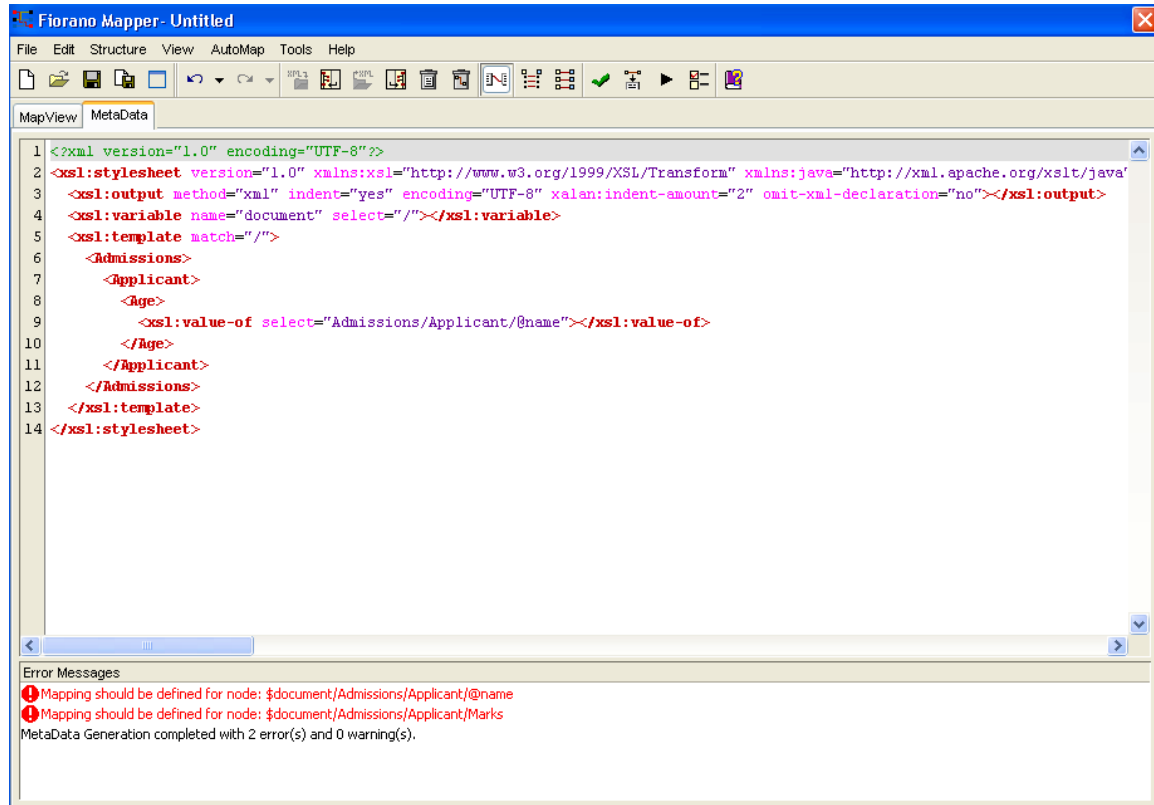 Fiorano Mapper- Untitled
File Edit Structure View AutoMap Tools Help
MapView MetaData
1 <?xml version="1.0" encoding="UTF-8"?>
2 <xsl:stylesheet version="1.0" xmlns:xsl="http://www.w3.org/1999/XSL/Transform" xmlns:java="http://xml.apache.org/xslt/java"
3 <xsl:output method="xml" indent="yes" encoding="UTF-8" xalan:indent-amount="2" omit-xml-declaration="no"></xsl:output>
4 <xsl:variable name="document" select="/"></xsl:variable>
5 <xsl:template match="/">
6 <Admissions>
7 <Applicant>
8 <Age>
9 <xsl:value-of select="Admissions/Applicant/@name"></xsl:value-of>
10 </Age>
11 </Applicant>
12 </Admissions>
13 </xsl:template>
14 </xsl:stylesheet>
Error Messages
Mapping should be defined for node: $document/Admissions/Applicant/@name
Mapping should be defined for node: $document/Admissions/Applicant/Marks
MetaData Generation completed with 2 error(s) and 0 warning(s).